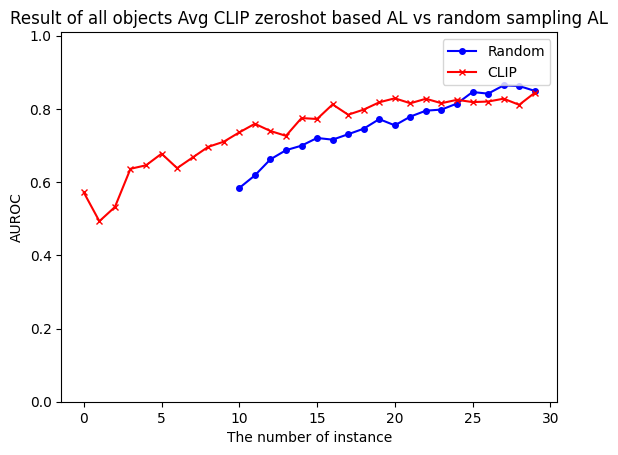 Result of all objects Avg CLIP zeroshot based AL vs random sampling AL
1.0
0.8
0.6
0.4
0.2
0.0
AUROC
Random
CLIP
0 5 10 15 20 25 30
The number of instance